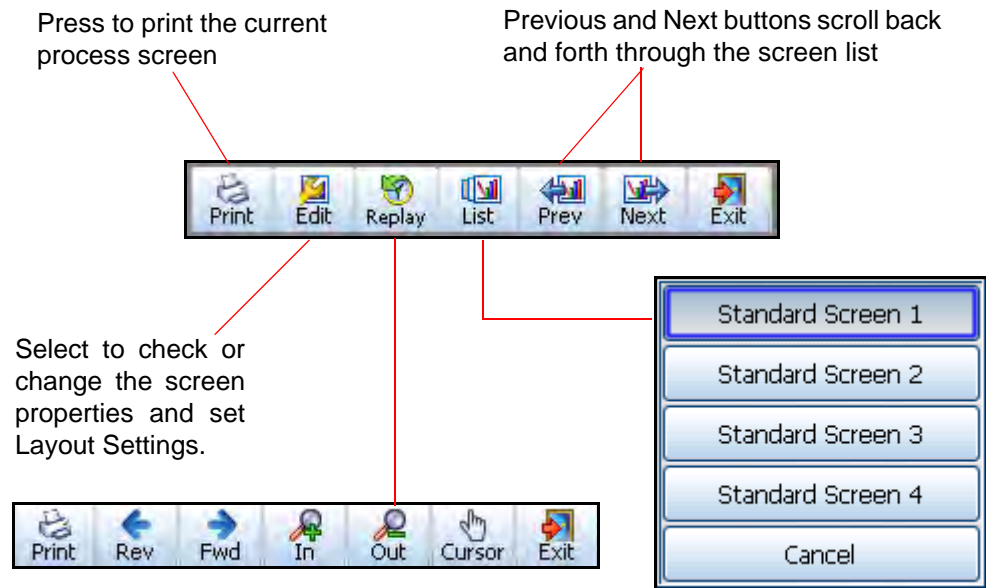 Press to print the current
process screen
Previous and Next buttons scroll back
and forth through the screen list
Print Edit Replay List Prev Next Exit
Select to check or
change the screen
properties and set
Layout Settings.
Standard Screen 1
Standard Screen 2
Standard Screen 3
Standard Screen 4
Cancel
Print Rev Fwd In Out Cursor Exit